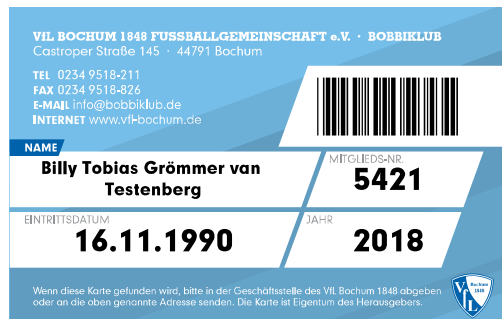 VfL BOCHUM 1848 FUSSBALLGEMEINSCHAFT e.V. · BOBBIKLUB
Castroper Straße 145 · 44791 Bochum
TEL 0234 9518-211
FAX 0234 9518-826
E-MAIL info@bobbiklub.de
INTERNET www.vfl-bochum.de
NAME
Billy Tobias Grömmer van
Testenberg
MITGLIEDS-NR.
5421
EINTRITTSDATUM
16.11.1990
JAHR
2018
Wenn diese Karte gefunden wird, bitte in der Geschäftsstelle des VfL Bochum 1848 abgeben
oder an die oben genannte Adresse senden. Die Karte ist Eigentum des Herausgebers.
Bochum
1848
VfL